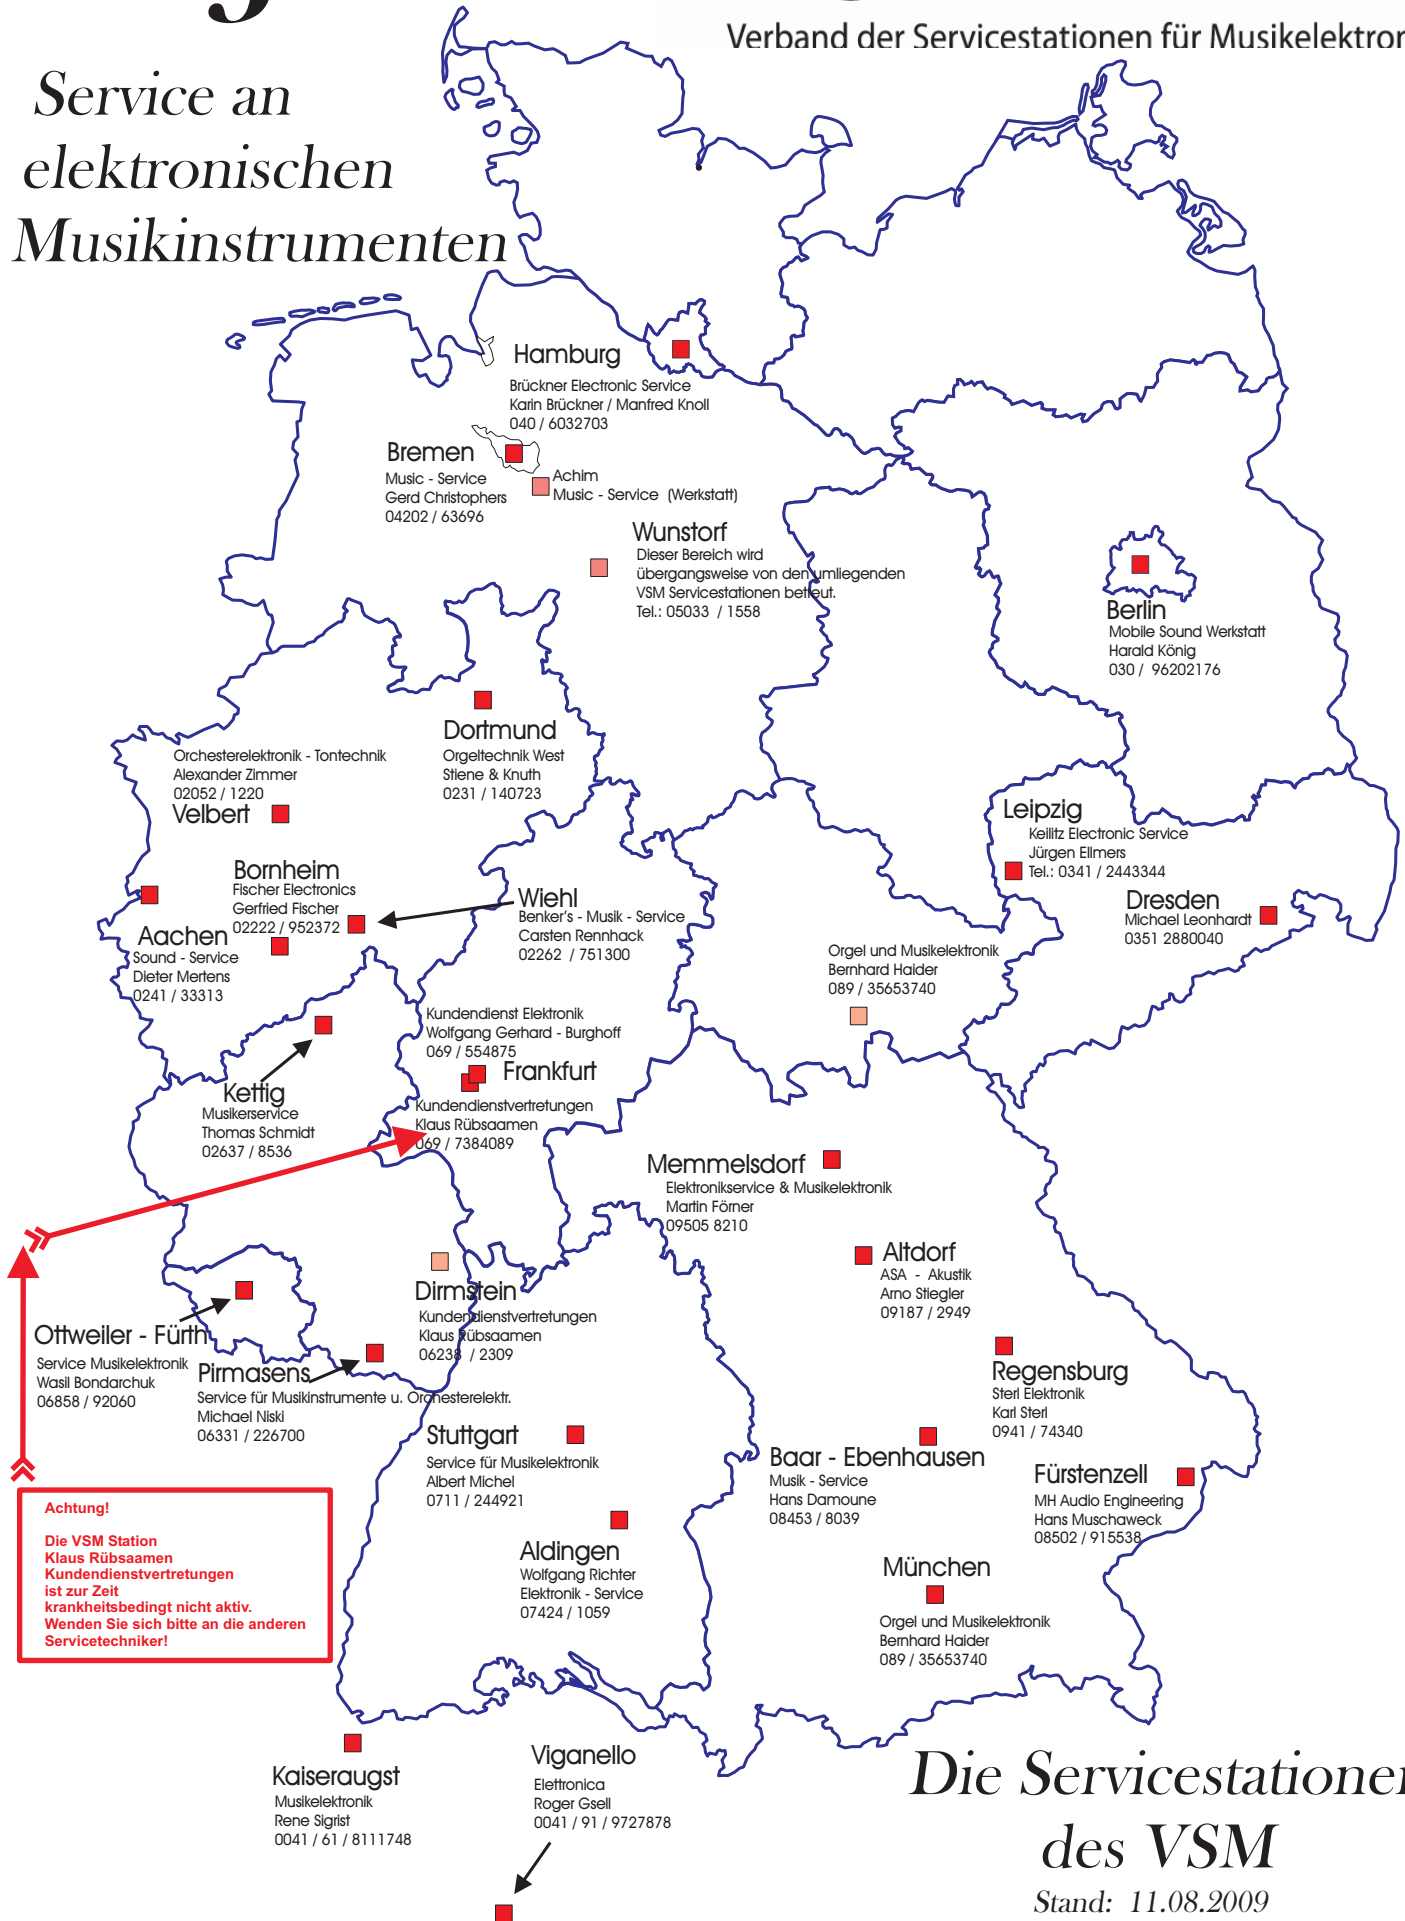 Verband der Servicestationen für Musikelektron
Service an
elektronischen
Musikinstrumenten
Hamburg
Brückner Electronic Service
Karin Brückner / Manfred Knoll
040 / 6032703
Bremen
Music - Service
Gerd Christophers
04202 / 63696
Achim
Music - Service (Werkstatt)
Wunstorf
Dieser Bereich wird
übergangsweise von den umliegenden
VSM Servicestationen betreut.
Tel.: 05033 / 1558
Berlin
Mobile Sound Werkstatt
Harald König
030 / 96202176
Dortmund
Orgeltechnik West
Stiene & Knuth
0231 / 140723
Orchesterelektronik - Tontechnik
Alexander Zimmer
02052 / 1220
Velbert
Leipzig
Keilitz Electronic Service
Jürgen Ellmers
Tel.: 0341 / 2443344
Bornheim
Fischer Electronics
Gerfried Fischer
02222 / 952372
Wiehl
Benker's - Musik - Service
Carsten Rennhack
02262 / 751300
Dresden
Michael Leonhardt
0351 2880040
Aachen
Sound - Service
Dieter Mertens
0241 / 33313
Orgel und Musikelektronik
Bernhard Haider
089 / 35653740
Kundendienst Elektronik
Wolfgang Gerhard - Burghoff
069 / 554875
Frankfurt
Kundendienstvertretungen
Klaus Rübsaamen
069 / 7384089
Kettig
Musikerservice
Thomas Schmidt
02637 / 8536
Memmelsdorf
Elektronikservice & Musikelektronik
Martin Förner
09505 8210
Altdorf
ASA - Akustik
Arno Stiegler
09187 / 2949
Dirmstein
Kundendienstvertretungen
Klaus Rübsaamen
06238 / 2309
Ottweiler - Fürth
Service Musikelektronik
Wasil Bondarchuk
06858 / 92060
Pirmasens
Service für Musikinstrumente u. Orchesterelektr.
Michael Niski
06331 / 226700
Regensburg
Sterl Elektronik
Karl Sterl
0941 / 74340
Stuttgart
Service für Musikelektronik
Albert Michel
0711 / 244921
Baar - Ebenhausen
Musik - Service
Hans Damoune
08453 / 8039
Fürstenzell
MH Audio Engineering
Hans Muschaweck
08502 / 915538
Achtung!
Die VSM Station
Klaus Rübsaamen
Kundendienstvertretungen
ist zur Zeit
krankheitsbedingt nicht aktiv.
Wenden Sie sich bitte an die anderen
Servicetechniker!
Aldingen
Wolfgang Richter
Elektronik - Service
07424 / 1059
München
Orgel und Musikelektronik
Bernhard Haider
089 / 35653740
Kaiseraugst
Musikelektronik
Rene Sigrist
0041 / 61 / 8111748
Viganello
Elettronica
Roger Gsell
0041 / 91 / 9727878
Die Servicestationen
des VSM
Stand: 11.08.2009